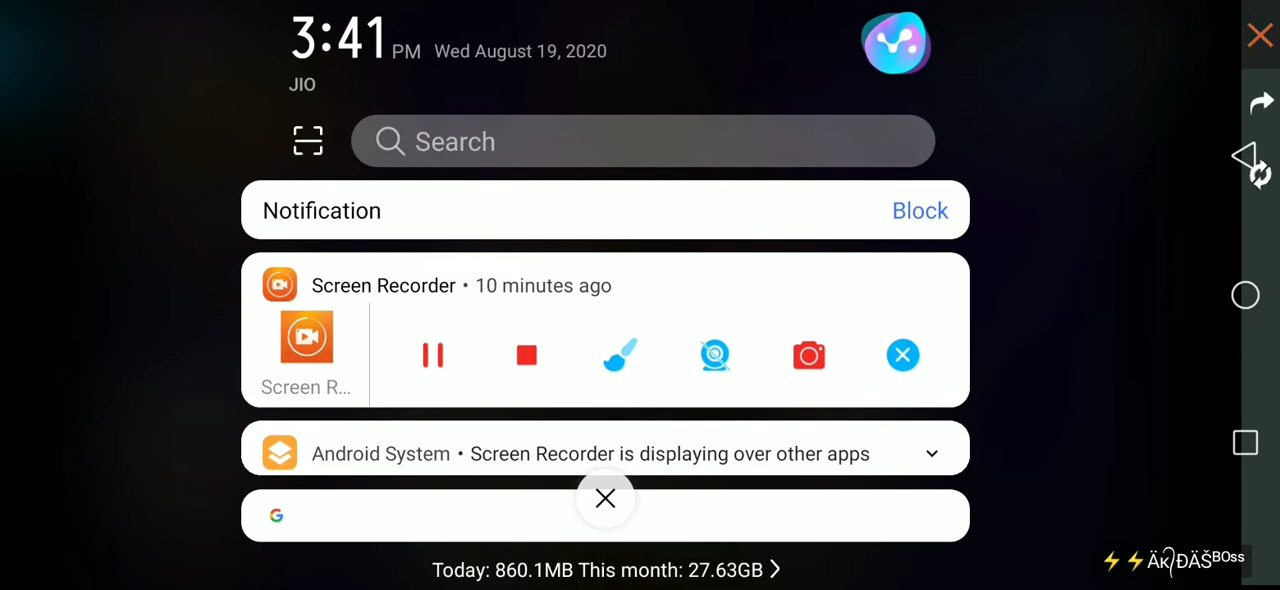 3:41 PM Wed August 19, 2020
JIO
Search
Notification Block
Screen Recorder • 10 minutes ago
Screen R...
Android System • Screen Recorder is displaying over other apps
Today: 860.1MB This month: 27.63GB >